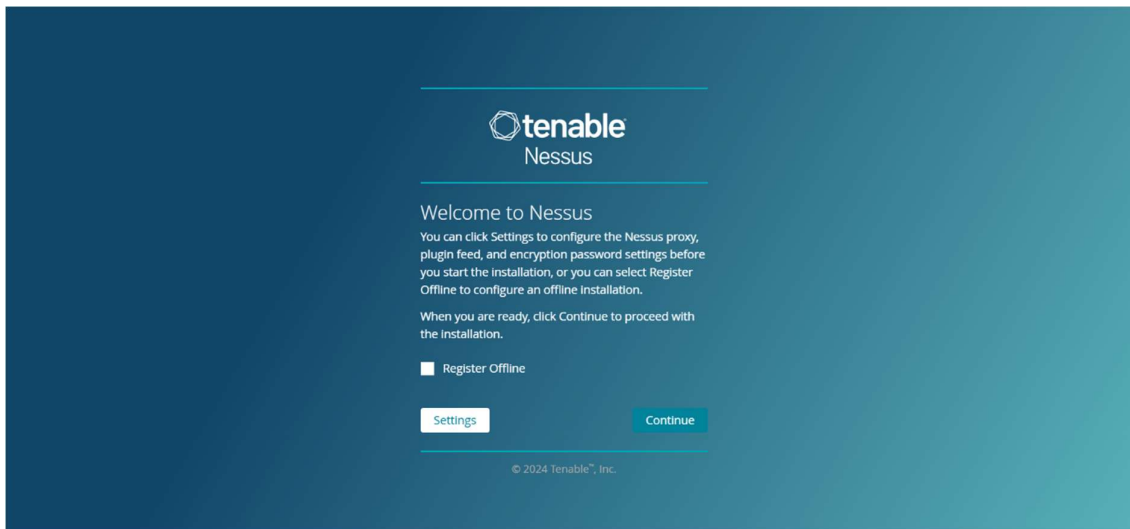 tenable
Nessus
Welcome to Nessus
You can click Settings to configure the Nessus proxy,
plugin feed, and encryption password settings before
you start the installation, or you can select Register
Offline to configure an offline installation.
When you are ready, click Continue to proceed with
the installation.
Register Offline
Settings
Continue
© 2024 Tenable™, Inc.